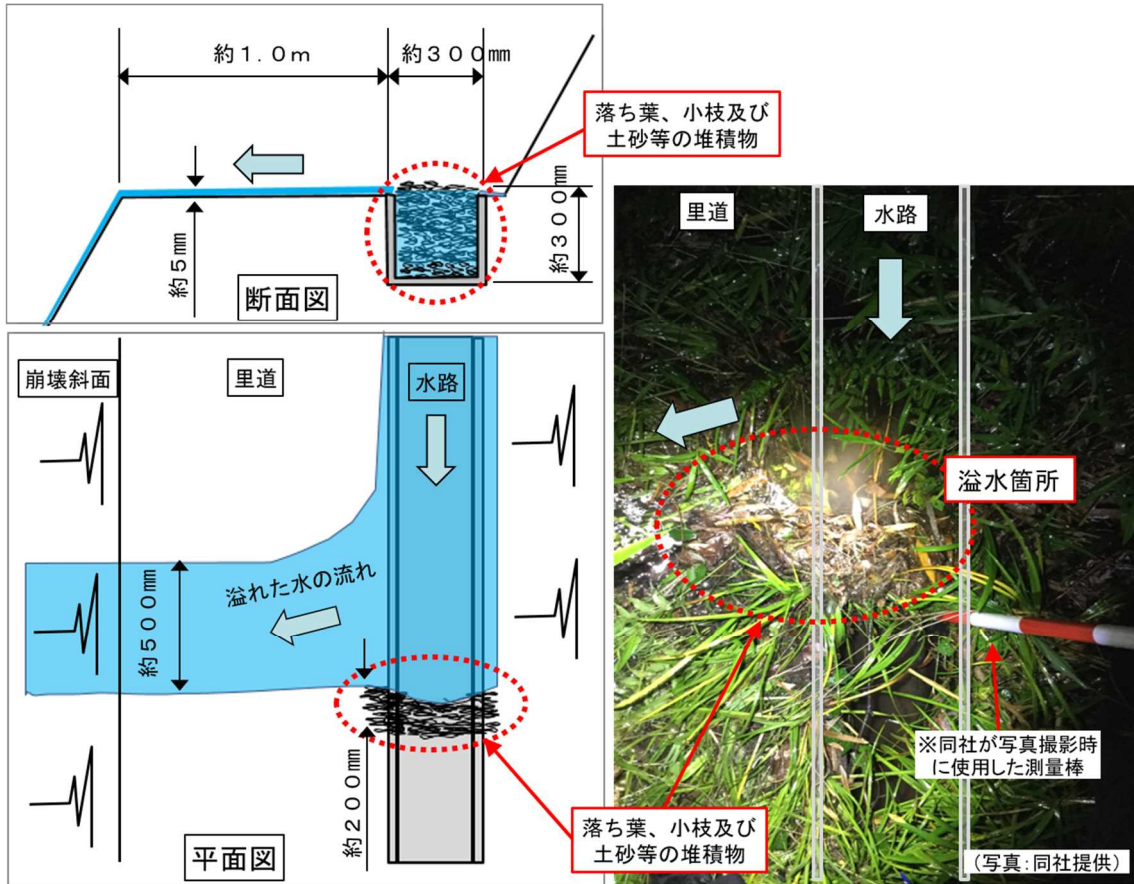 約1.0m
約300㎜
落ち葉、小枝及び
土砂等の堆積物
約300㎜
約5㎜
断面図
崩壊斜面
里道
水路
溢れた水の流れ
約500㎜
約200㎜
平面図
落ち葉、小枝及び
土砂等の堆積物
里道
水路
溢水箇所
※同社が写真撮影時
に使用した測量棒
（写真：同社提供）